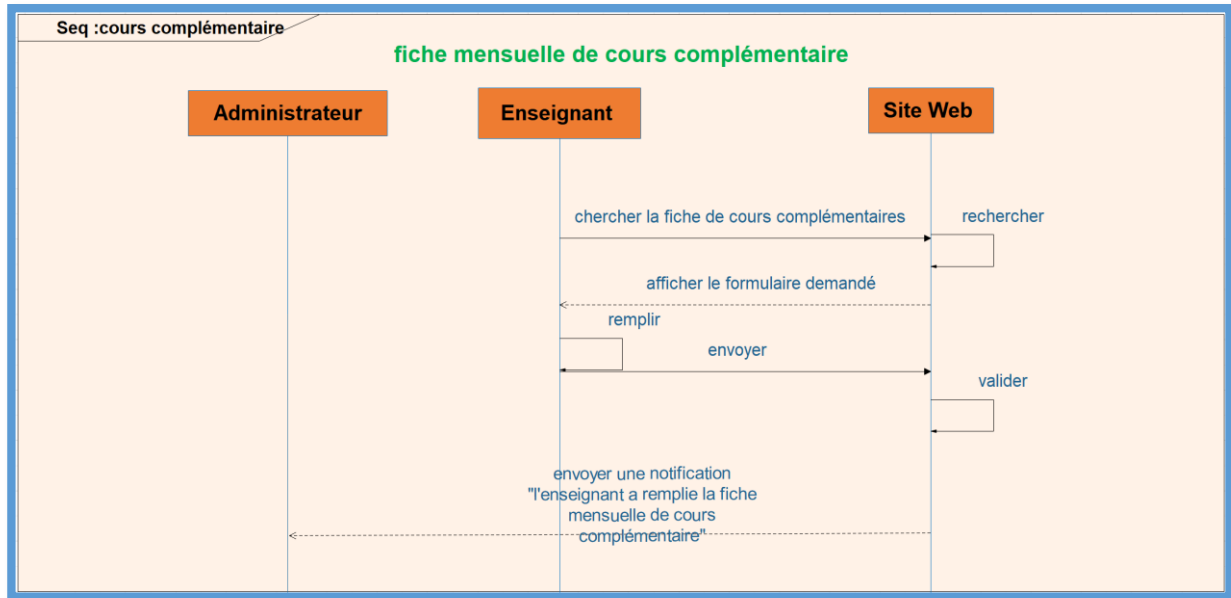 Seq :cours complémentaire
fiche mensuelle de cours complémentaire
Administrateur
Enseignant
Site Web
chercher la fiche de cours complémentaires
rechercher
afficher le formulaire demandé
remplir
envoyer
valider
envoyer une notification
"l'enseignant a remplie la fiche
mensuelle de cours
complémentaire"